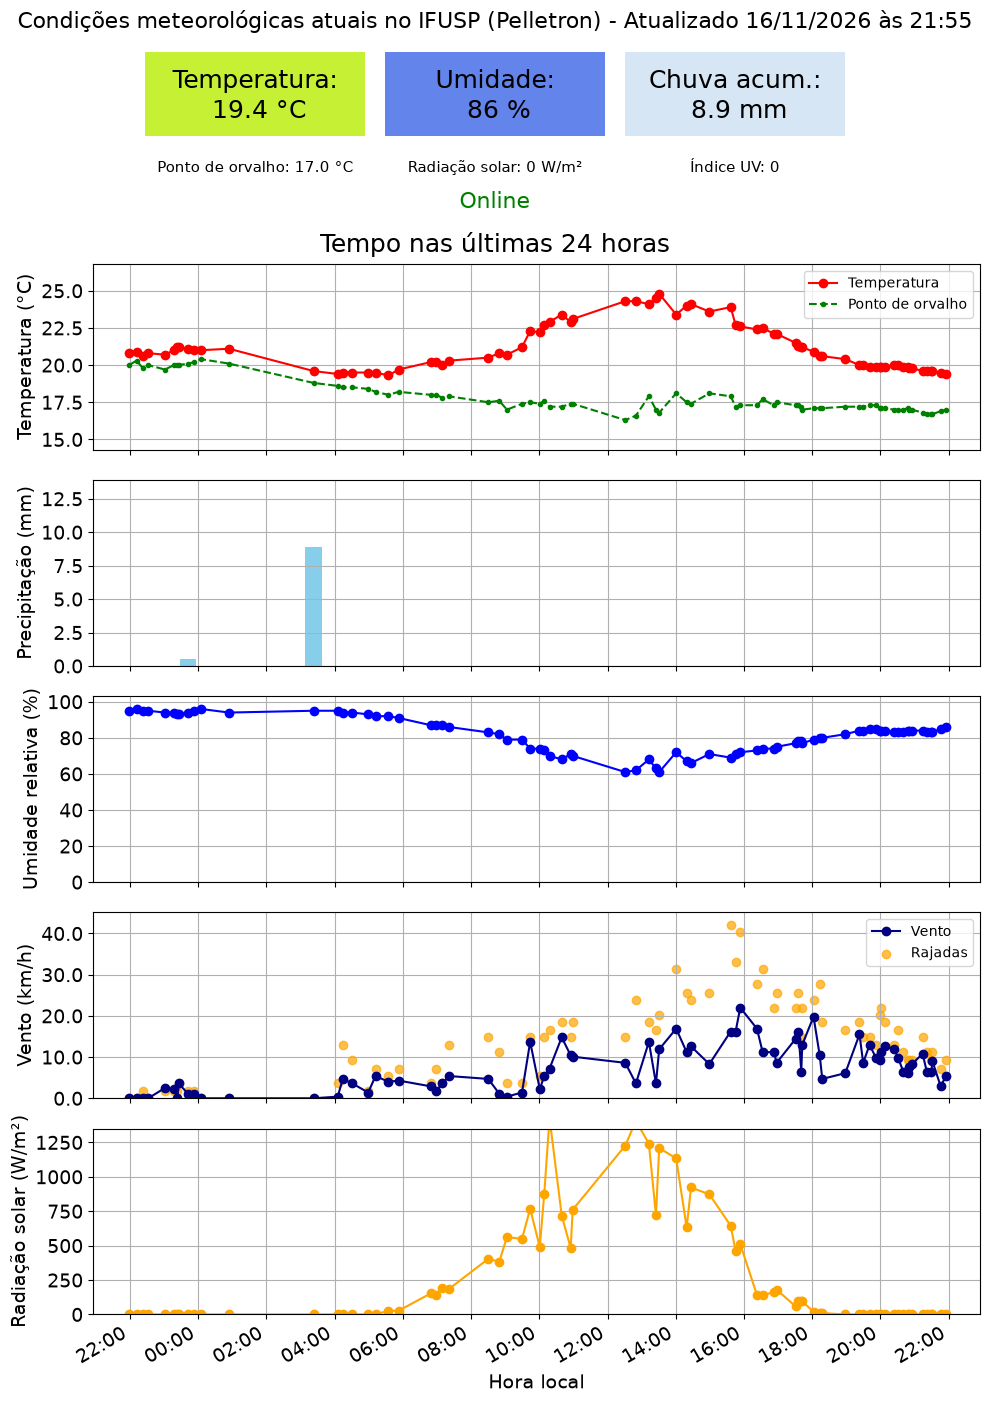 Condições meteorológicas atuais no IFUSP (Pelletron) - Atualizado 16/11/2026 às 21:55
Temperatura:
19.4 °C
Umidade:
86 %
Chuva acum.:
8.9 mm
Ponto de orvalho: 17.0 °C
Radiação solar: 0 W/m²
Índice UV: 0
Online
Tempo nas últimas 24 horas
Temperatura (°C)
25.0
22.5
20.0
17.5
15.0
Temperatura
Ponto de orvalho
Precipitação (mm)
12.5
10.0
7.5
5.0
2.5
0.0
Umidade relativa (%)
100
80
60
40
20
0
Vento (km/h)
40.0
30.0
20.0
10.0
0.0
Vento
Rajadas
Radiação solar (W/m²)
1250
1000
750
500
250
0
22:00
00:00
02:00
04:00
06:00
08:00
10:00
12:00
14:00
16:00
18:00
20:00
22:00
Hora local